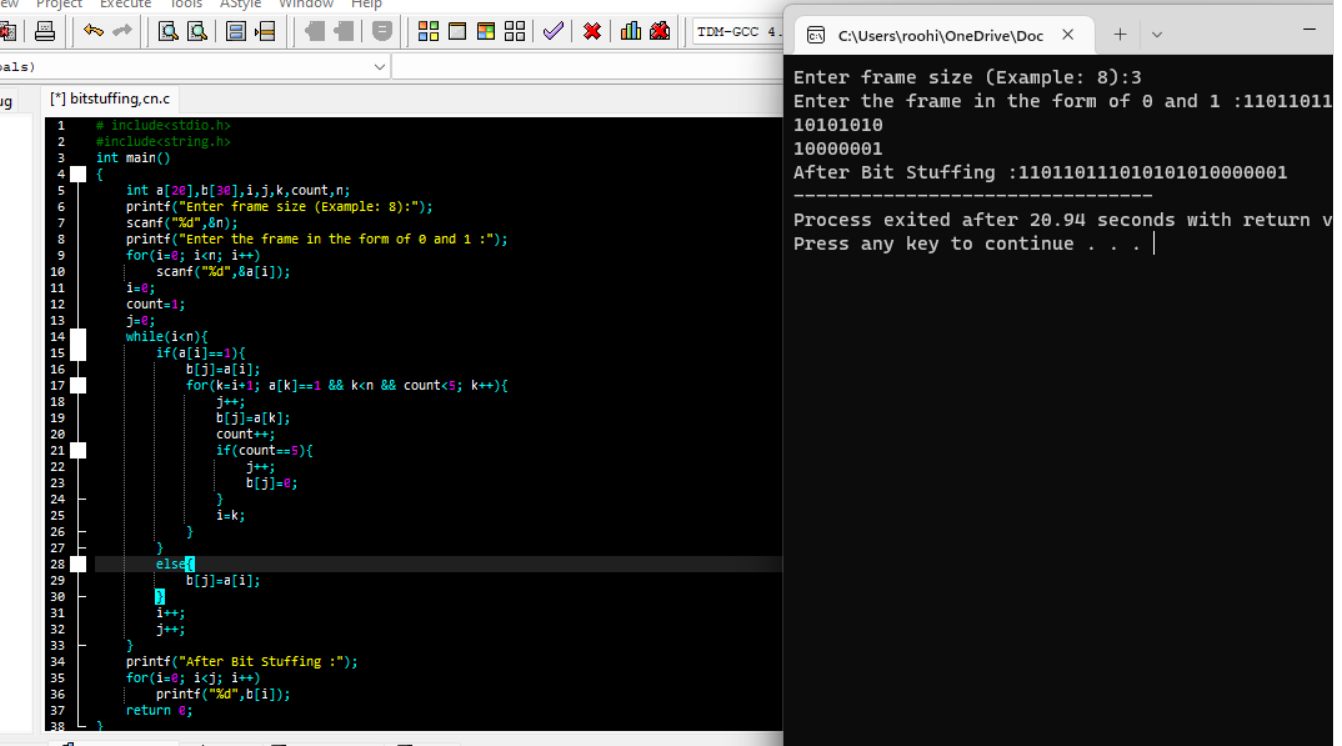 ew Project Execute Tools AStyle Window Help
TDM-GCC 4.
bals)
ug [*] bitstuffing,cn.c
1 # include<stdio.h>
2 #include<string.h>
3 int main()
4 {
5 int a[20],b[30],i,j,k,count,n;
6 printf("Enter frame size (Example: 8):");
7 scanf("%d",&n);
8 printf("Enter the frame in the form of 0 and 1 :");
9 for(i=0; i<n; i++)
10 scanf("%d",&a[i]);
11 i=0;
12 count=1;
13 j=0;
14 while(i<n){
15 if(a[i]==1){
16 b[j]=a[i];
17 for(k=i+1; a[k]==1 && k<n && count<5; k++){
18 j++;
19 b[j]=a[k];
20 count++;
21 if(count==5){
22 j++;
23 b[j]=0;
24 }
25 i=k;
26 }
27 }
28 else{
29 b[j]=a[i];
30 }
31 i++;
32 j++;
33 }
34 printf("After Bit Stuffing :");
35 for(i=0; i<j; i++)
36 printf("%d",b[i]);
37 return 0;
38 }
C:\Users\roohi\OneDrive\Doc
Enter frame size (Example: 8):3
Enter the frame in the form of 0 and 1 :11011011
10101010
10000001
After Bit Stuffing :110110111010101010000001
--------------------------------
Process exited after 20.94 seconds with return v
Press any key to continue . . .